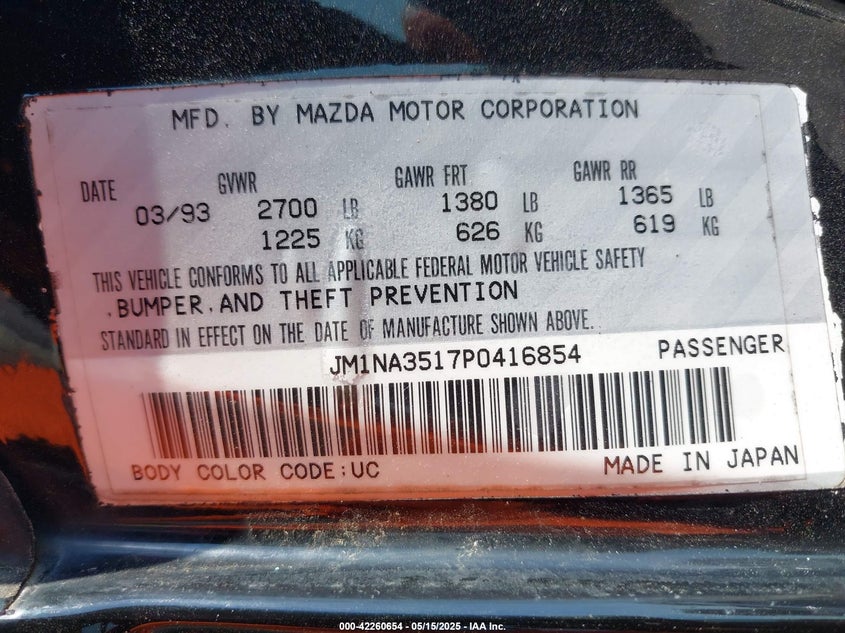 MFD. BY MAZDA MOTOR CORPORATION
DATE GVWR GAWR FRT GAWR RR
03/93 2700 LB 1380 LB 1365 LB
1225 KG 626 KG 619 KG
THIS VEHICLE CONFORMS TO ALL APPLICABLE FEDERAL MOTOR VEHICLE SAFETY
,BUMPER,AND THEFT PREVENTION
STANDARD IN EFFECT ON THE DATE OF MANUFACTURE SHOWN ABOVE.
JM1NA3517P0416854 PASSENGER
BODY COLOR CODE:UC MADE IN JAPAN
000-42260654 - 05/15/2025 - IAA Inc.